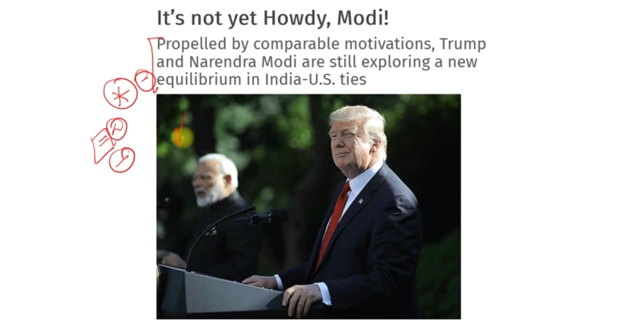 It's not yet Howdy, Modi!
Propelled by comparable motivations, Trump
and Narendra Modi are still exploring a new
equilibrium in India-U.S. ties